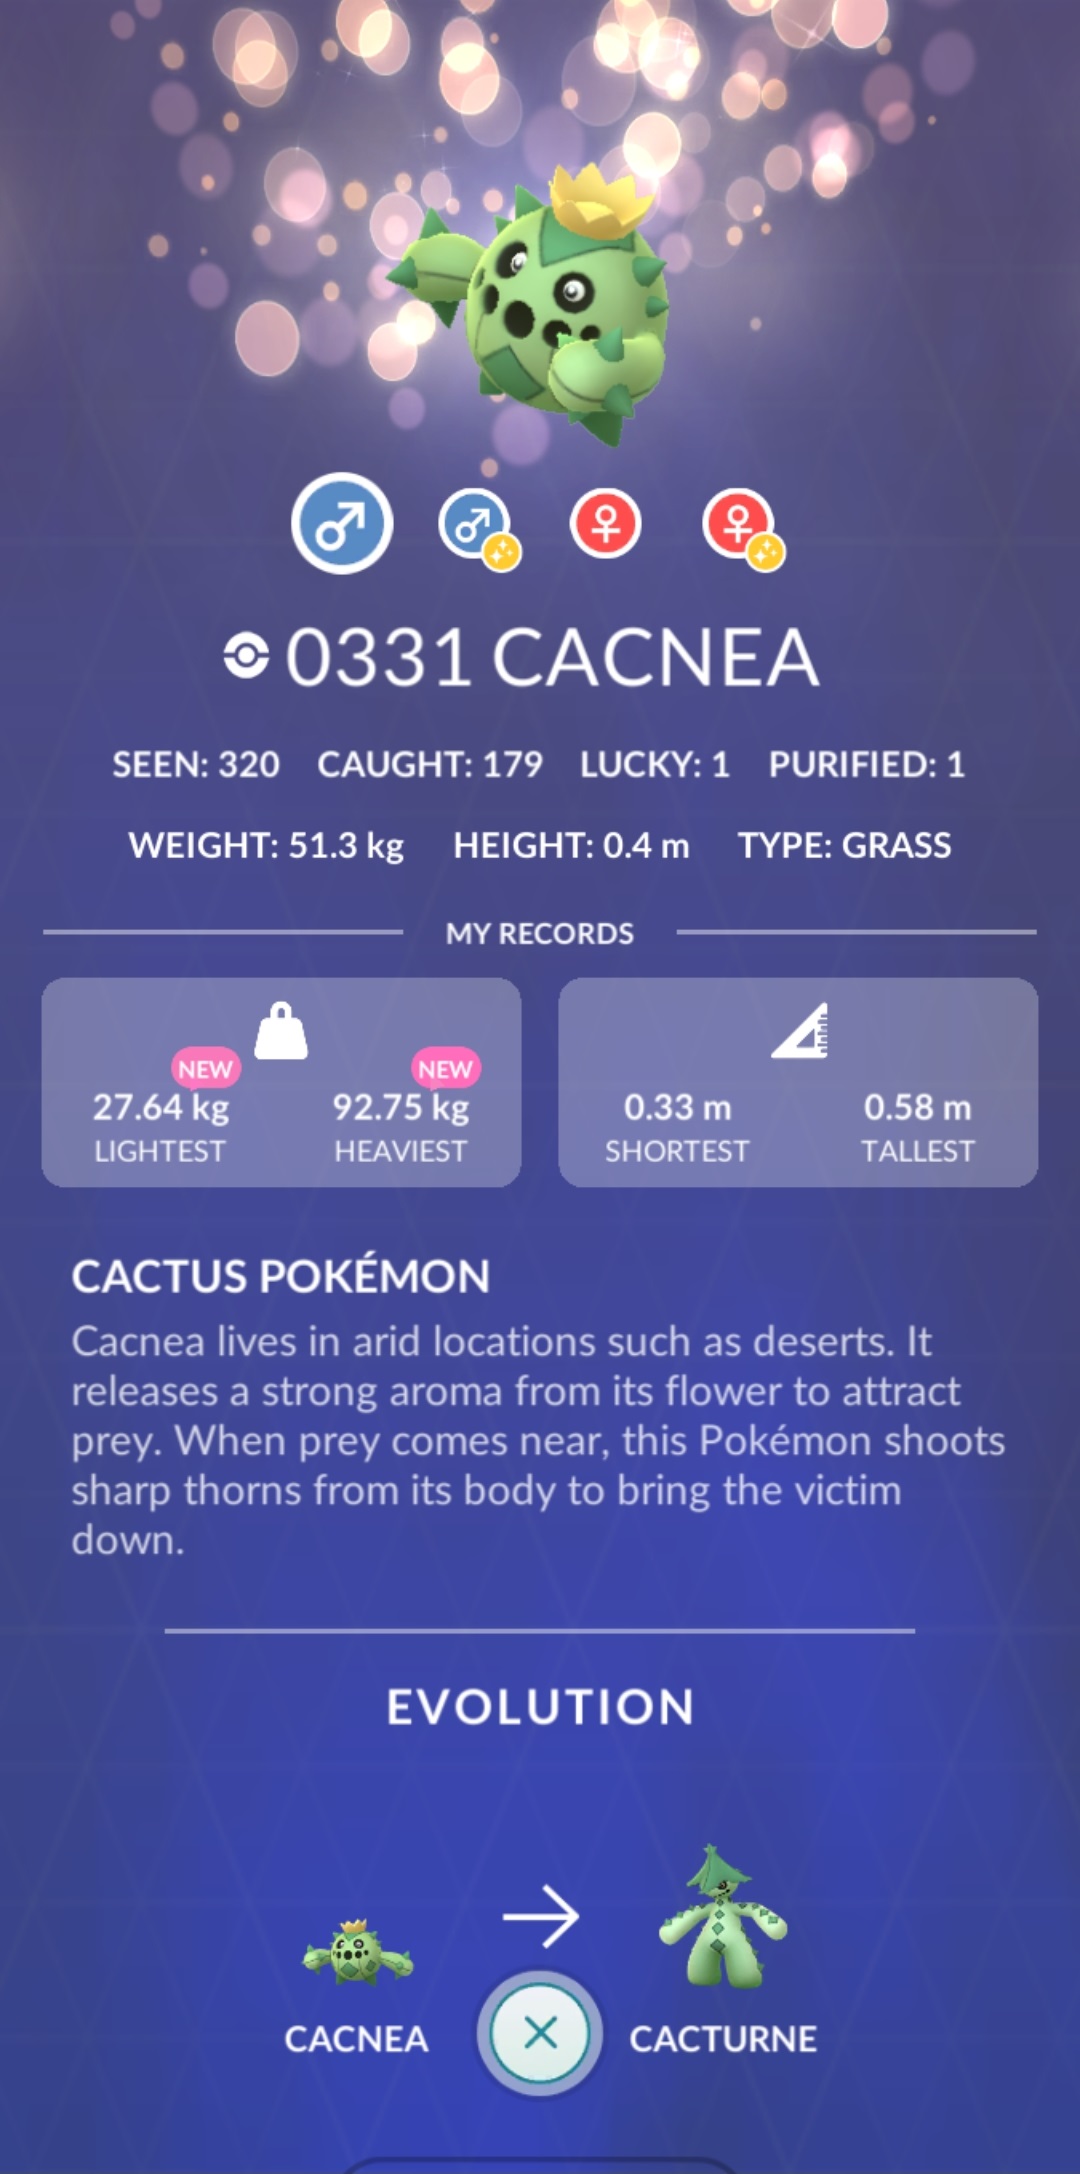 0331 CACNEA
SEEN: 320 CAUGHT: 179 LUCKY: 1 PURIFIED: 1
WEIGHT: 51.3 kg HEIGHT: 0.4 m TYPE: GRASS
MY RECORDS
NEW NEW
27.64 kg 92.75 kg 0.33 m 0.58 m
LIGHTEST HEAVIEST SHORTEST TALLEST
CACTUS POKÉMON
Cacnea lives in arid locations such as deserts. It
releases a strong aroma from its flower to attract
prey. When prey comes near, this Pokémon shoots
sharp thorns from its body to bring the victim
down.
EVOLUTION
CACNEA CACTURNE